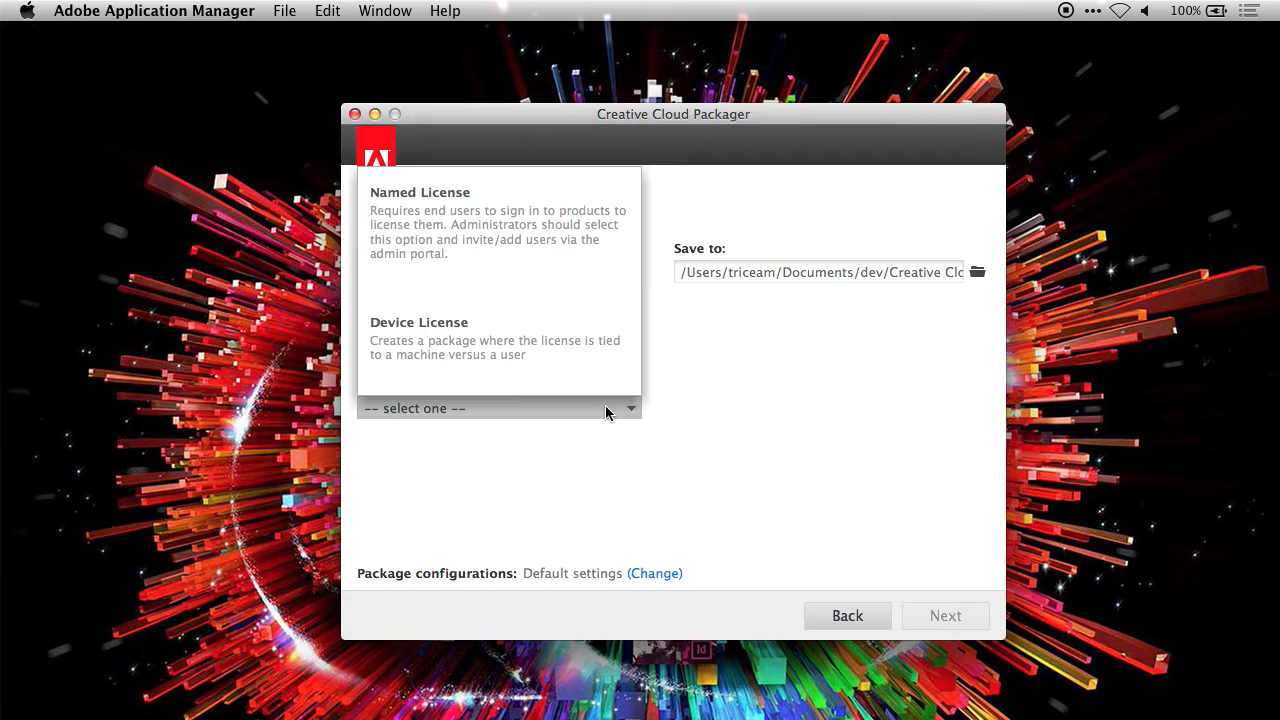 Adobe Application Manager File Edit Window Help 100%
Creative Cloud Packager
Named License
Requires end users to sign in to products to
license them. Administrators should select
this option and invite/add users via the
admin portal.
Save to:
/Users/triceam/Documents/dev/Creative Clo
Device License
Creates a package where the license is tied
to a machine versus a user
-- select one --
Package configurations: Default settings (Change)
Back Next
Id